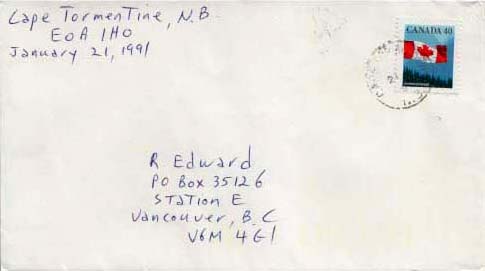 Cape Tormentine, N.B.
E0A 1H0
January 21, 1991
CANADA 40
R Edward
PO Box 35126
Station E
Vancouver, B.C
V6M 4G1